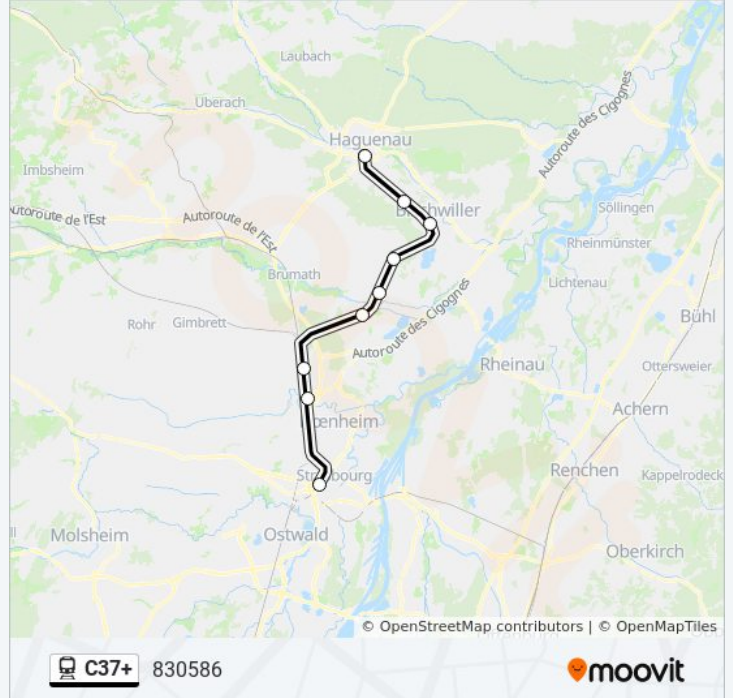 Laubach
Uberach
Haguenau
Autoroute des Cigognes
Imbsheim
Autoroute de l'Est
Söllingen
Autoroute de l'Est
Rheinmünster
Brumath
Lichtenau
Rohr
Gimbrett
Bühl
Autoroute des Cigognes
Rheinau
Ottersweier
Achern
Renchen
Kappelrodeck
Molsheim
Ostwald
Oberkirch
© OpenStreetMap contributors | © OpenMapTiles
C37+
830586
moovit